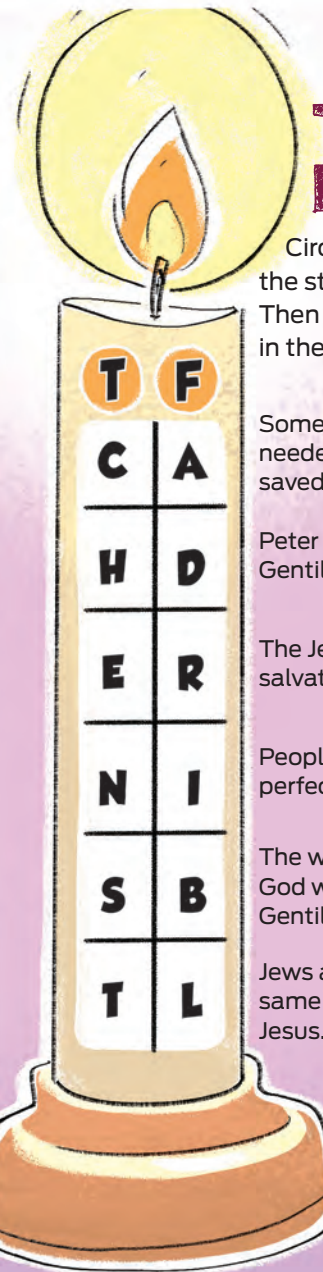 Circ
the st
Then
in the
T F
C A
Some
neede
saved
H D
Peter
Gentil
E R
The Je
salvat
N I
Peopl
perfec
S B
The w
God w
Gentil
T L
Jews a
same
Jesus.